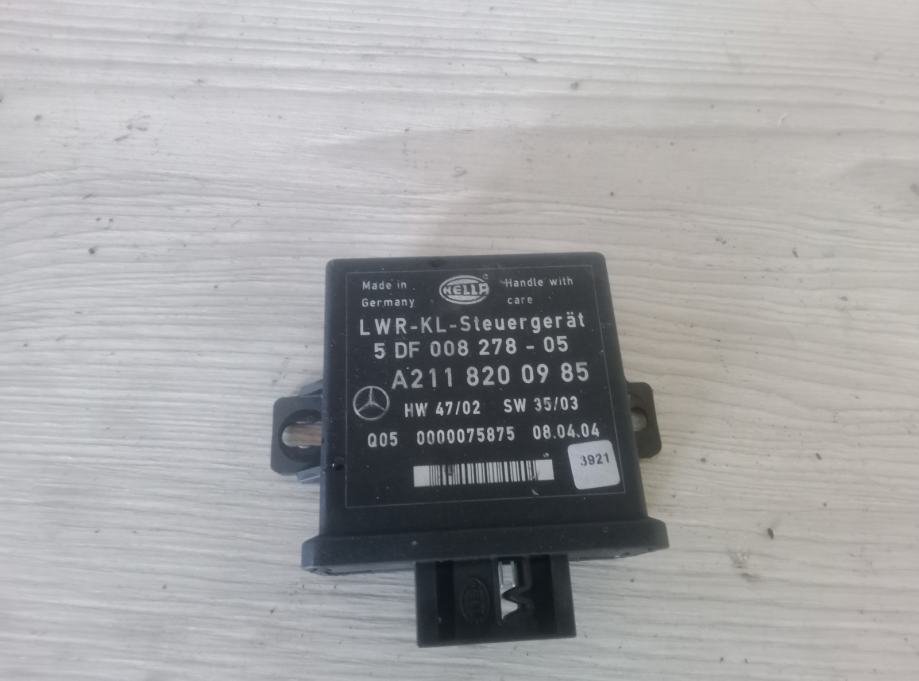 Made in
Germany
HELLA
Handle with
care
LWR-KL-Steuergerät
5 DF 008 278 - 05
A211 820 09 85
HW 47/02 SW 35/03
Q05 0000075875 08.04.04
3921
HELLA